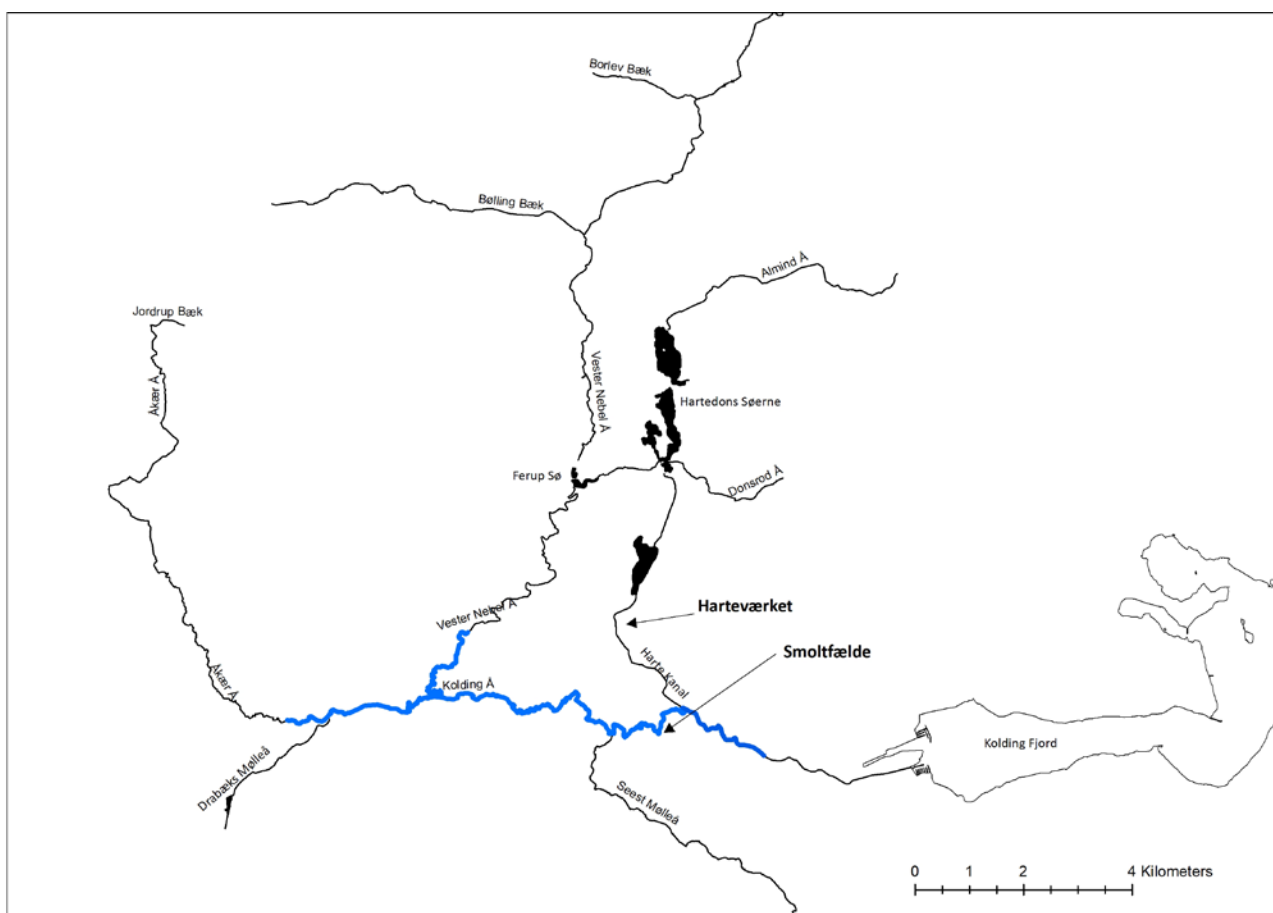 Borlev Bæk
Bølling Bæk
Almind Å
Jordrup Bæk
Åkær Å
Vester Nebel Å
Hartedons Søerne
Ferup Sø
Donsrod Å
Vester Nebel Å
Harteværket
Smoltfælde
Harte Kanal
Åkær Å
Kolding Å
Kolding Fjord
Drabæks Mølleå
Seest Mølleå
0 1 2 4 Kilometers